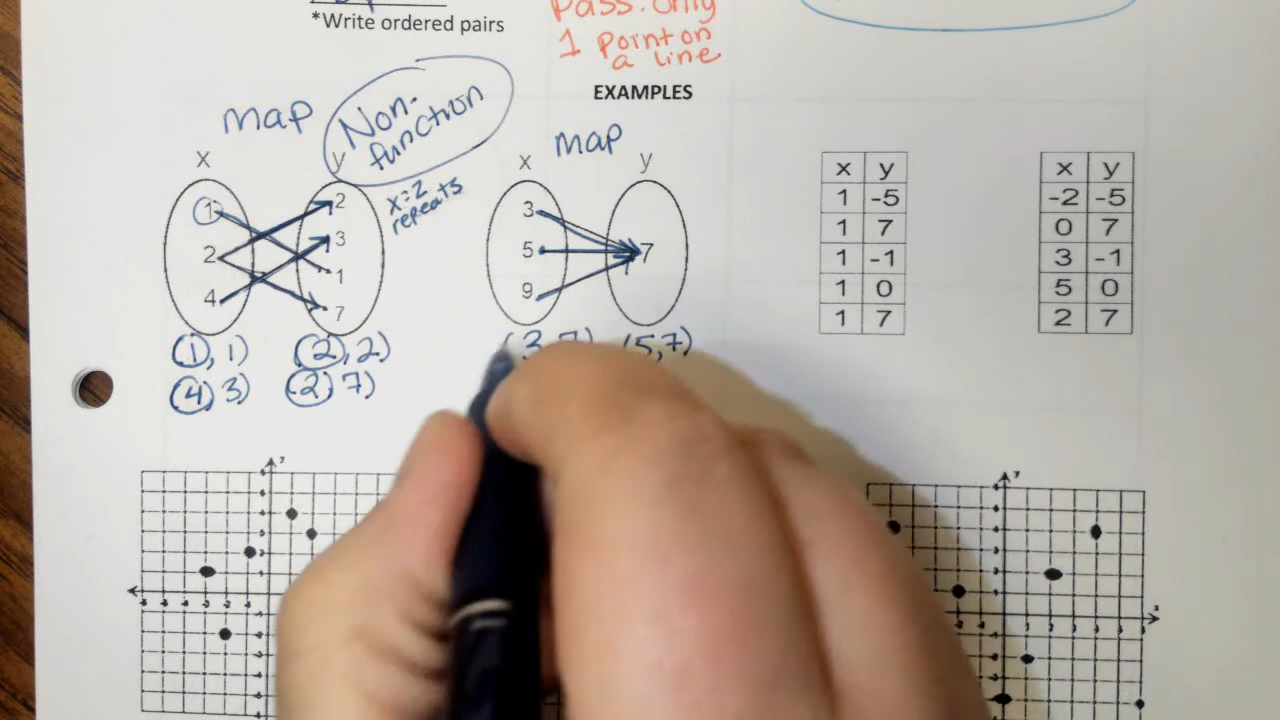 *Write ordered pairs
Pass. only
1 point on
a line
EXAMPLES
map
Non-
function
x y
1 2
2 3
4 1
7
x=2
repeats
(1, 1) (2, 2)
(4, 3) (2, 7)
map
x y
3
5 7
9
(3, 7) (5, 7)
x y
1 -5
1 7
1 -1
1 0
1 7
x y
-2 -5
0 7
3 -1
5 0
2 7
y
y
x